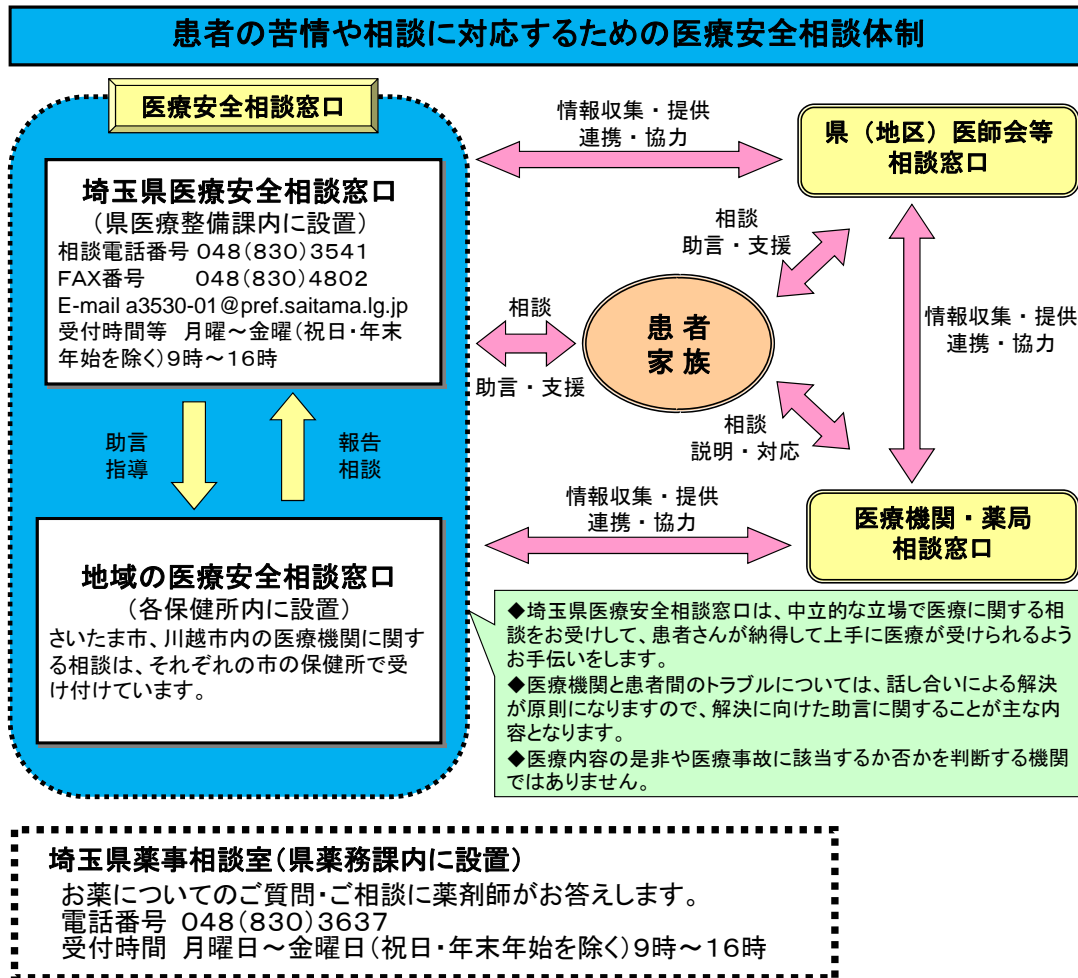 患者の苦情や相談に対応するための医療安全相談体制
医療安全相談窓口
埼玉県医療安全相談窓口
（県医療整備課内に設置）
相談電話番号 048(830)3541
FAX番号 048(830)4802
E-mail a3530-01@pref.saitama.lg.jp
受付時間等 月曜～金曜(祝日・年末
年始を除く)9時～16時
助言
指導
報告
相談
地域の医療安全相談窓口
（各保健所内に設置）
さいたま市、川越市内の医療機関に関す
る相談は、それぞれの市の保健所で受
け付けています。
情報収集・提供
連携・協力
県（地区）医師会等
相談窓口
相談
助言・支援
相談
助言・支援
患者
家族
情報収集・提供
連携・協力
相談
説明・対応
情報収集・提供
連携・協力
医療機関・薬局
相談窓口
◆埼玉県医療安全相談窓口は、中立的な立場で医療に関する相
談をお受けして、患者さんが納得して上手に医療が受けられるよう
お手伝いをします。
◆医療機関と患者間のトラブルについては、話し合いによる解決
が原則になりますので、解決に向けた助言に関することが主な内
容となります。
◆医療内容の是非や医療事故に該当するか否かを判断する機関
ではありません。
埼玉県薬事相談室(県薬務課内に設置)
お薬についてのご質問・ご相談に薬剤師がお答えします。
電話番号 048(830)3637
受付時間 月曜日～金曜日(祝日・年末年始を除く)9時～16時